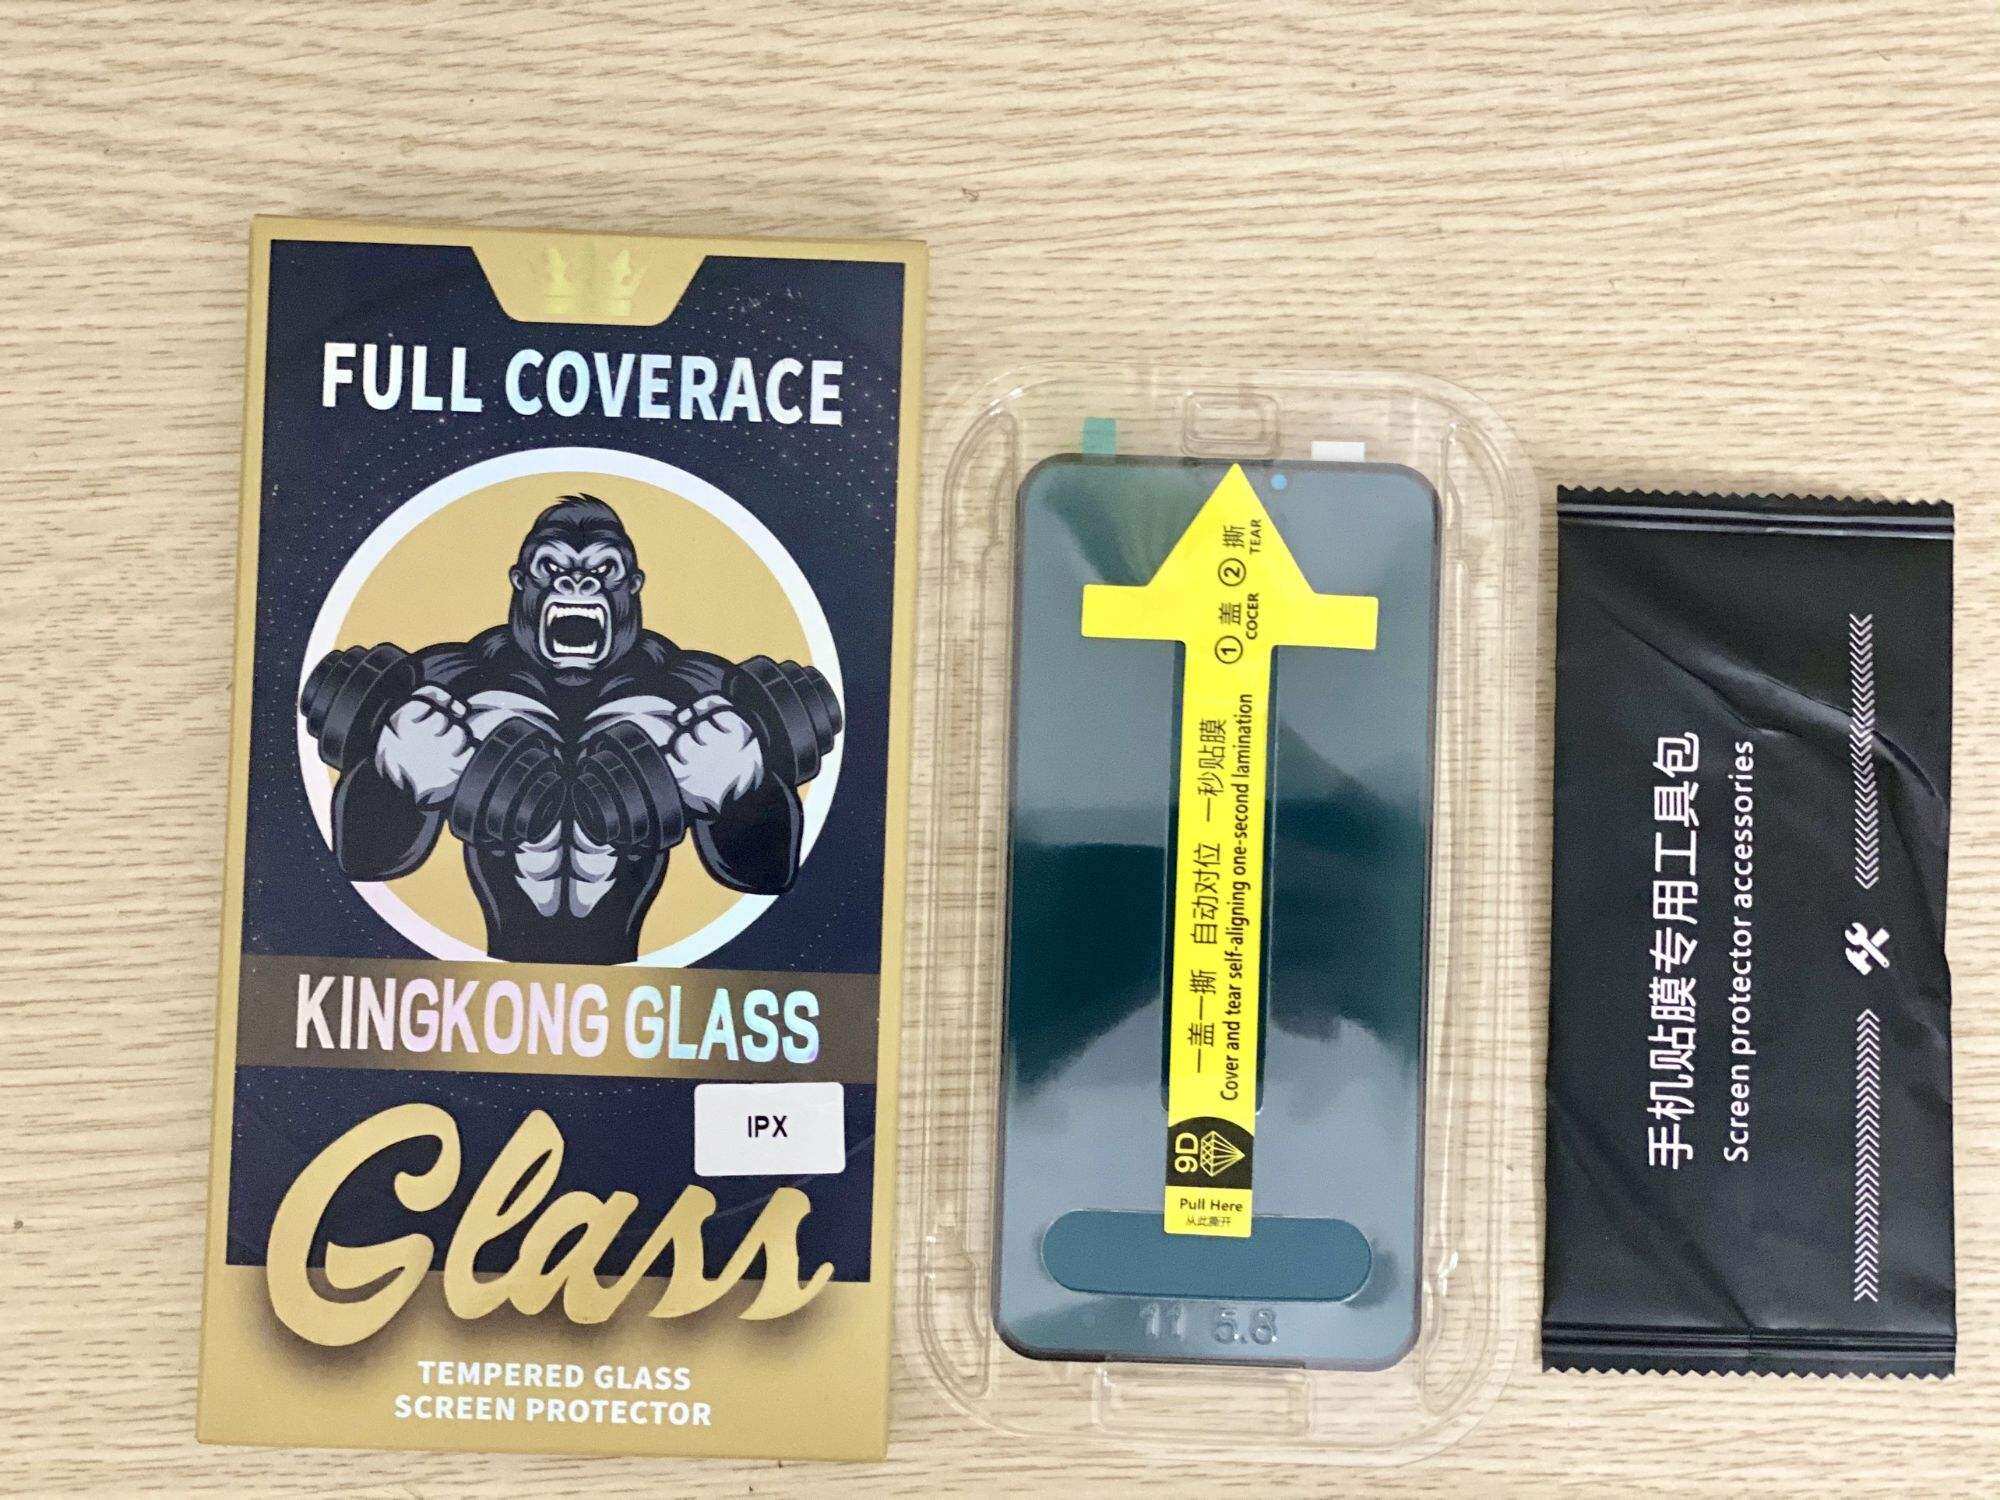 FULL COVERACE
KINGKONG GLASS
IPX
Glass
TEMPERED GLASS
SCREEN PROTECTOR
① 盖 ② 撕
COCER TEAR
一盖一撕 自动对位 一秒贴膜
Cover and tear self-aligning one-second lamination
9D
Pull Here
从此撕开
11 5.8
手机贴膜专用工具包
Screen protector accessories